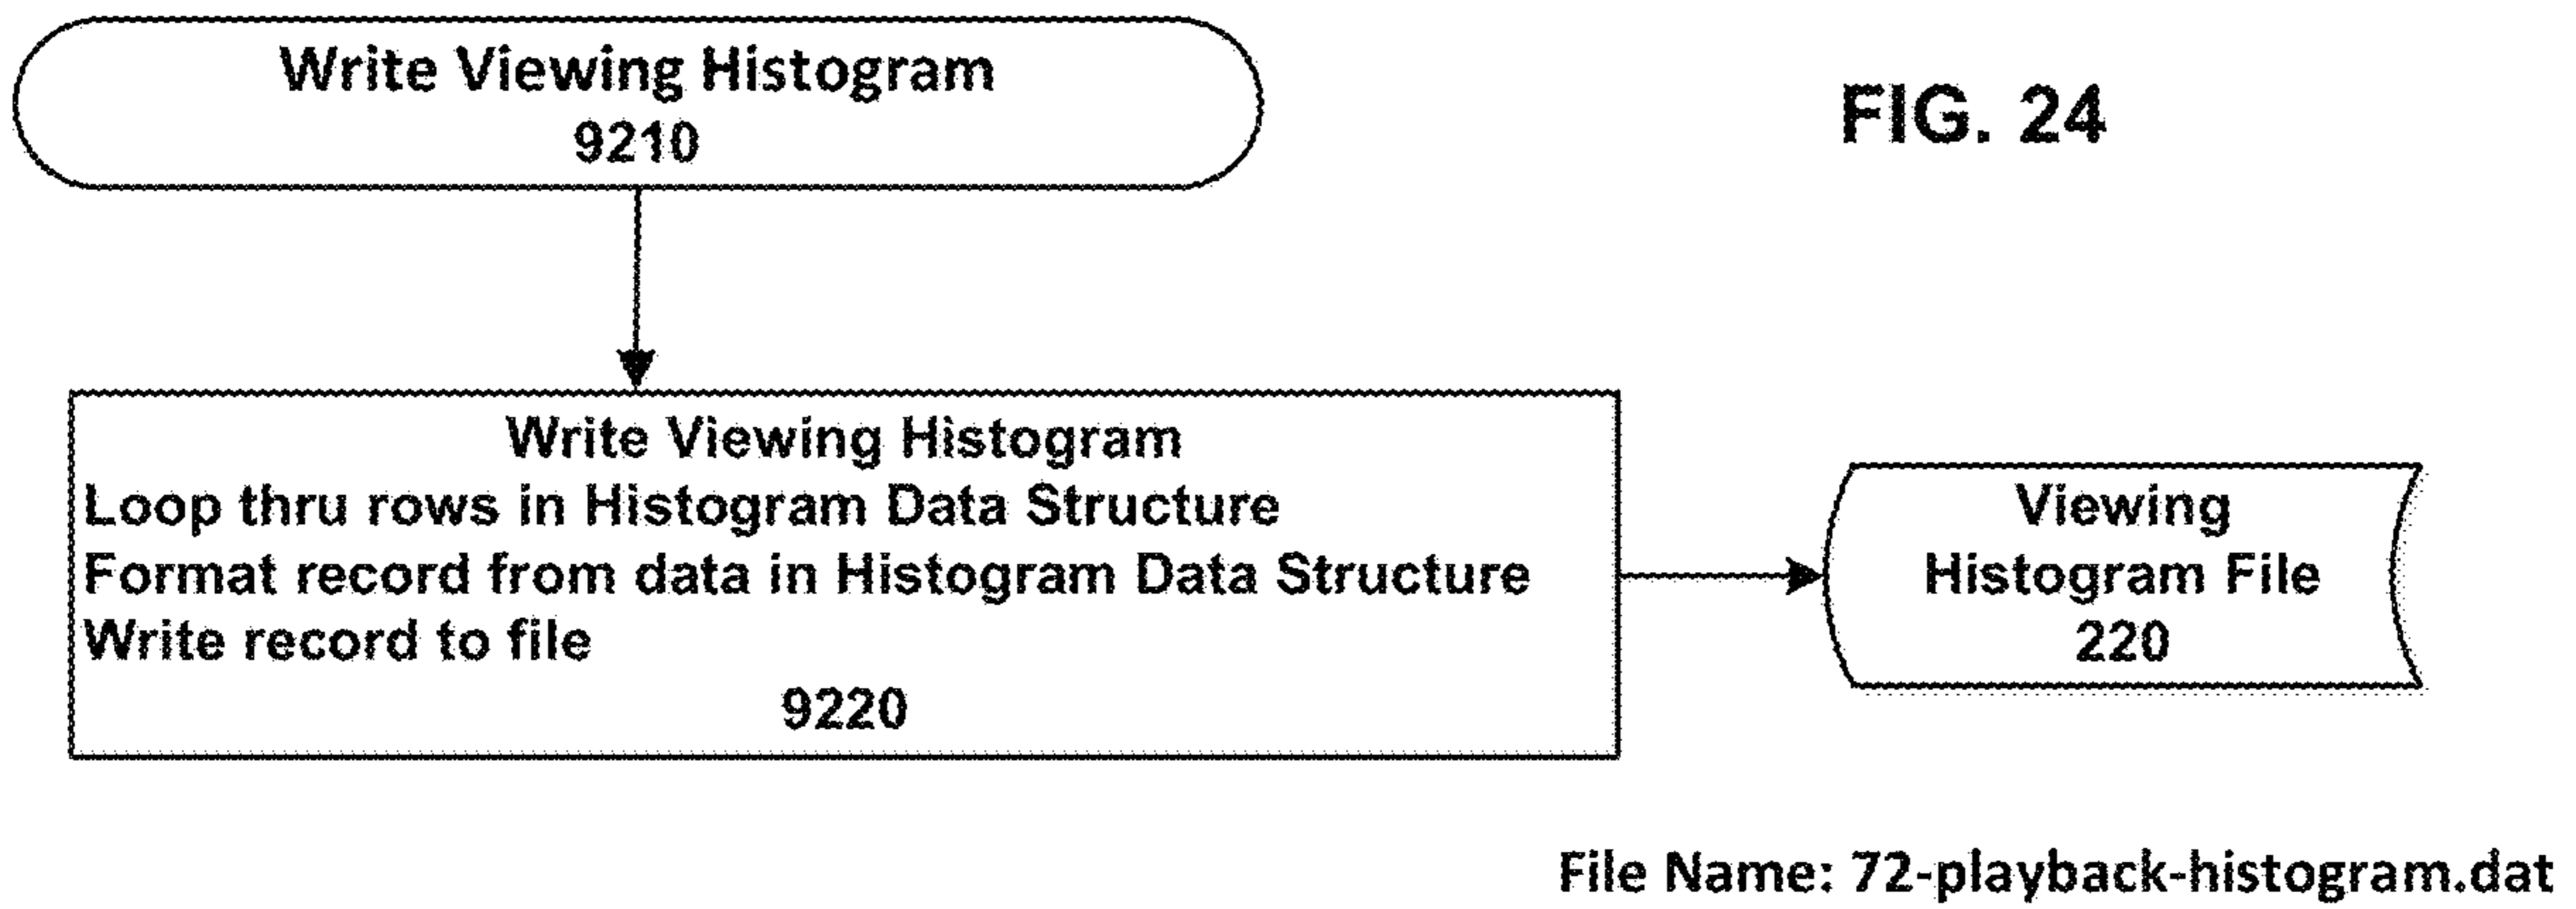 Write Viewing Histogram
9210
FIG. 24
Write Viewing Histogram
Loop thru rows in Histogram Data Structure
Format record from data in Histogram Data Structure
Write record to file
9220
Viewing
Histogram File
220
File Name: 72-playback-histogram.dat